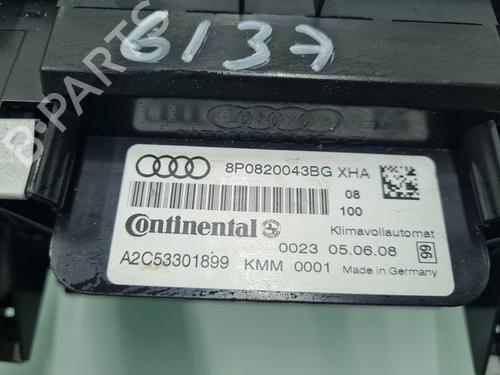 6137
8P0820043BG XHA
08
100
Continental
Klimavollautomat
0023 05.06.08
A2C53301899 KMM 0001 Made in Germany
66
B-PARTS